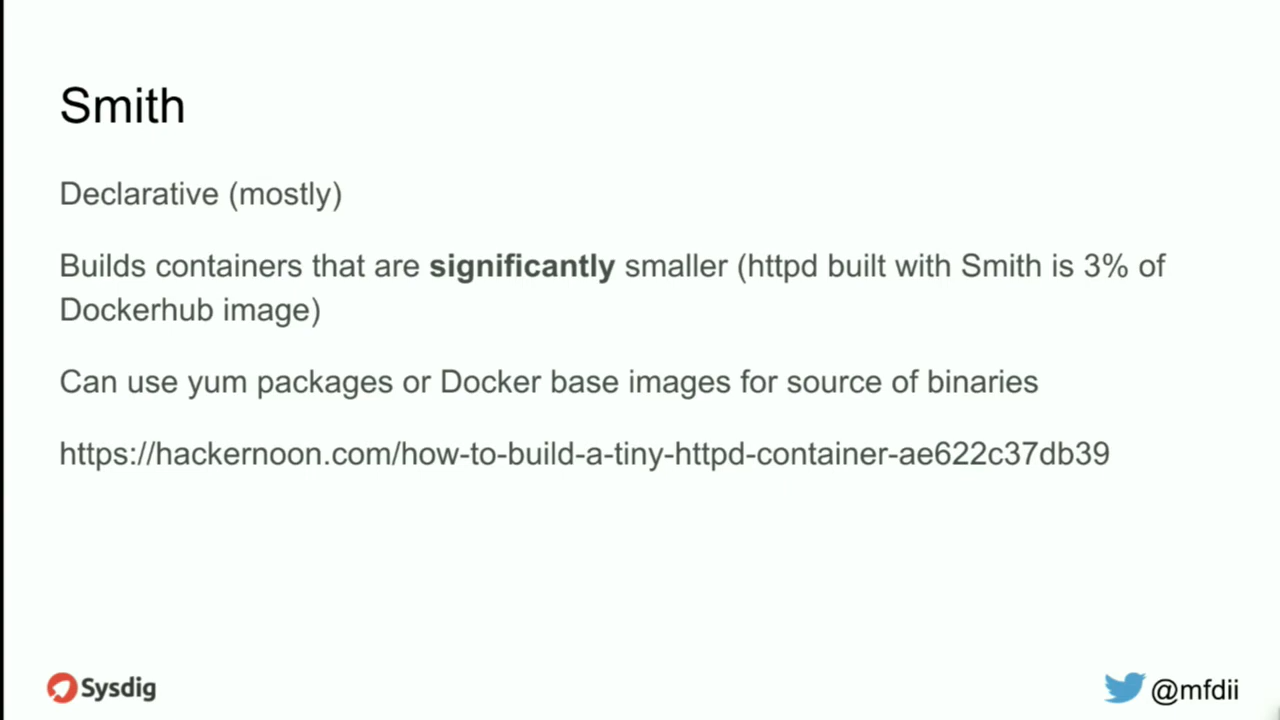 Smith
Declarative (mostly)
Builds containers that are significantly smaller (httpd built with Smith is 3% of
Dockerhub image)
Can use yum packages or Docker base images for source of binaries
https://hackernoon.com/how-to-build-a-tiny-httpd-container-ae622c37db39
Sysdig
@mfdii